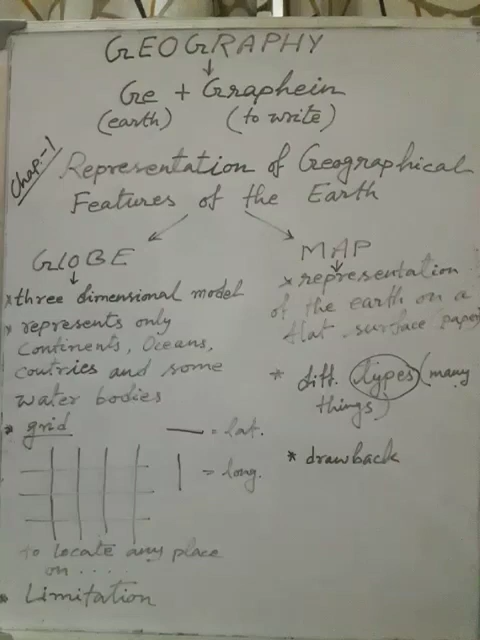 GEOGRAPHY
Ge + Graphein
(earth) (to write)
Chap:-1
Representation of Geographical
Features of the Earth
GLOBE
* three dimensional model
* represents only
Continents, Oceans,
coutries and some
water bodies
* grid
— = lat.
| = long.
to locate any place
on ....
* Limitation
MAP
* representation
of the earth on a
flat surface (paper)
* diff. types (many
things)
* drawback